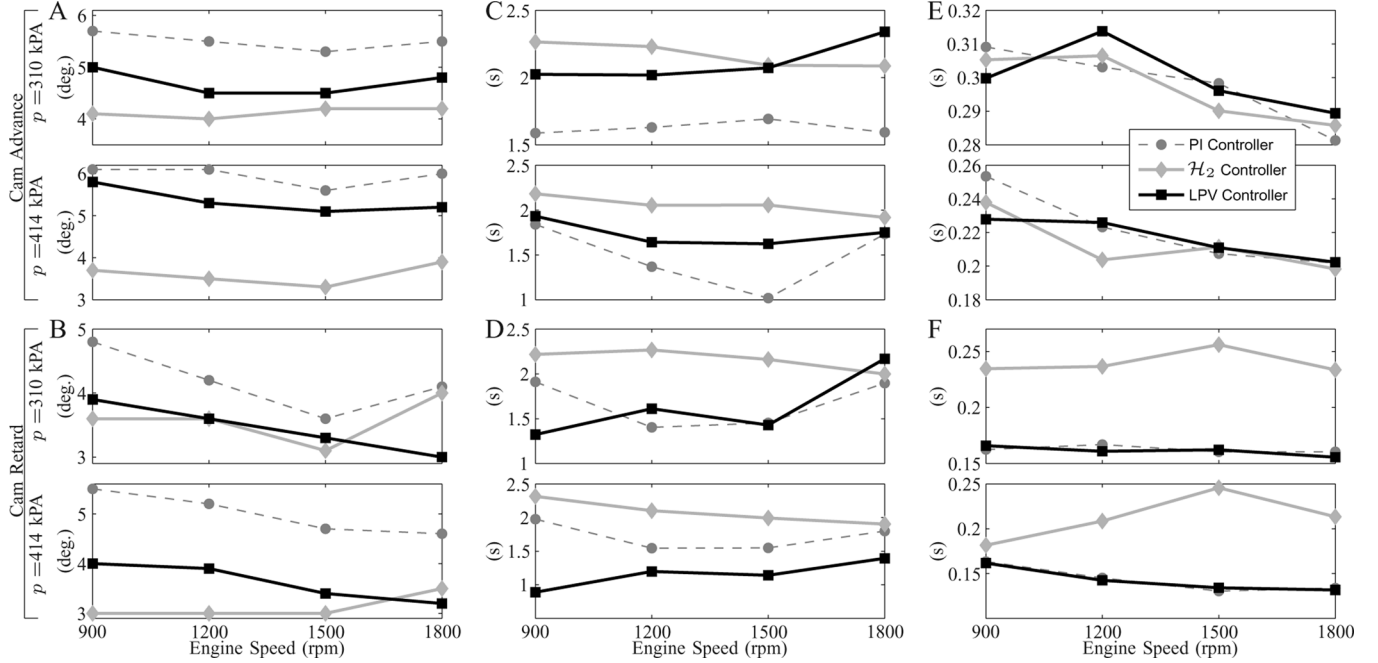 A
C
E
6
5
4
(deg.)
2.5
2
1.5
(s)
0.32
0.31
0.3
0.29
0.28
(s)
p = 310 kPA
Cam Advance
PI Controller
H2 Controller
LPV Controller
6
5
4
3
(deg.)
2.5
2
1.5
1
(s)
0.26
0.24
0.22
0.2
0.18
(s)
p = 414 kPA
B
D
F
5
4
3
(deg.)
2.5
2
1.5
1
(s)
0.25
0.2
0.15
(s)
p = 310 kPA
Cam Retard
5
4
3
(deg.)
2.5
2
1.5
1
(s)
0.25
0.2
0.15
(s)
p = 414 kPA
900 1200 1500 1800
Engine Speed (rpm)
900 1200 1500 1800
Engine Speed (rpm)
900 1200 1500 1800
Engine Speed (rpm)